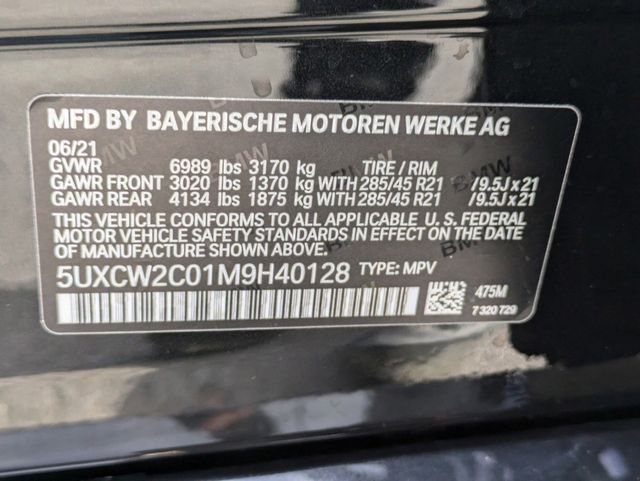 MFD BY BAYERISCHE MOTOREN WERKE AG
06/21
GVWR 6989 lbs 3170 kg TIRE / RIM
GAWR FRONT 3020 lbs 1370 kg WITH 285/45 R21 /9.5J x 21
GAWR REAR 4134 lbs 1875 kg WITH 285/45 R21 /9.5J x 21
THIS VEHICLE CONFORMS TO ALL APPLICABLE U. S. FEDERAL
MOTOR VEHICLE SAFETY STANDARDS IN EFFECT ON THE DATE
OF MANUFACTURE SHOWN ABOVE.
5UXCW2C01M9H40128 TYPE: MPV
475M
7 320 729